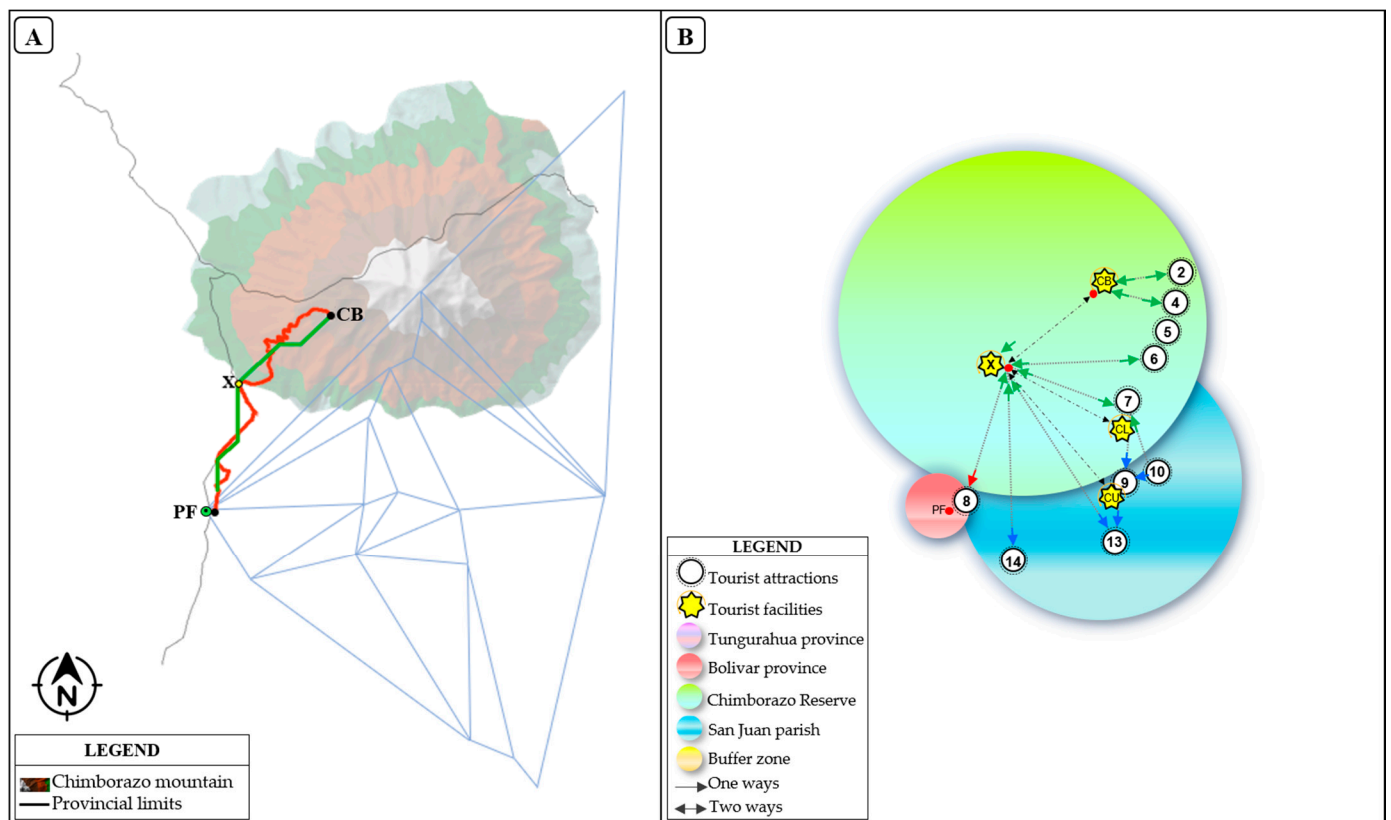 A
CB
X
PF
N
LEGEND
Chimborazo mountain
Provincial limits
B
CB
2
4
5
6
X
7
CL
10
9
CU
8
PF
13
14
LEGEND
Tourist attractions
Tourist facilities
Tungurahua province
Bolivar province
Chimborazo Reserve
San Juan parish
Buffer zone
One ways
Two ways